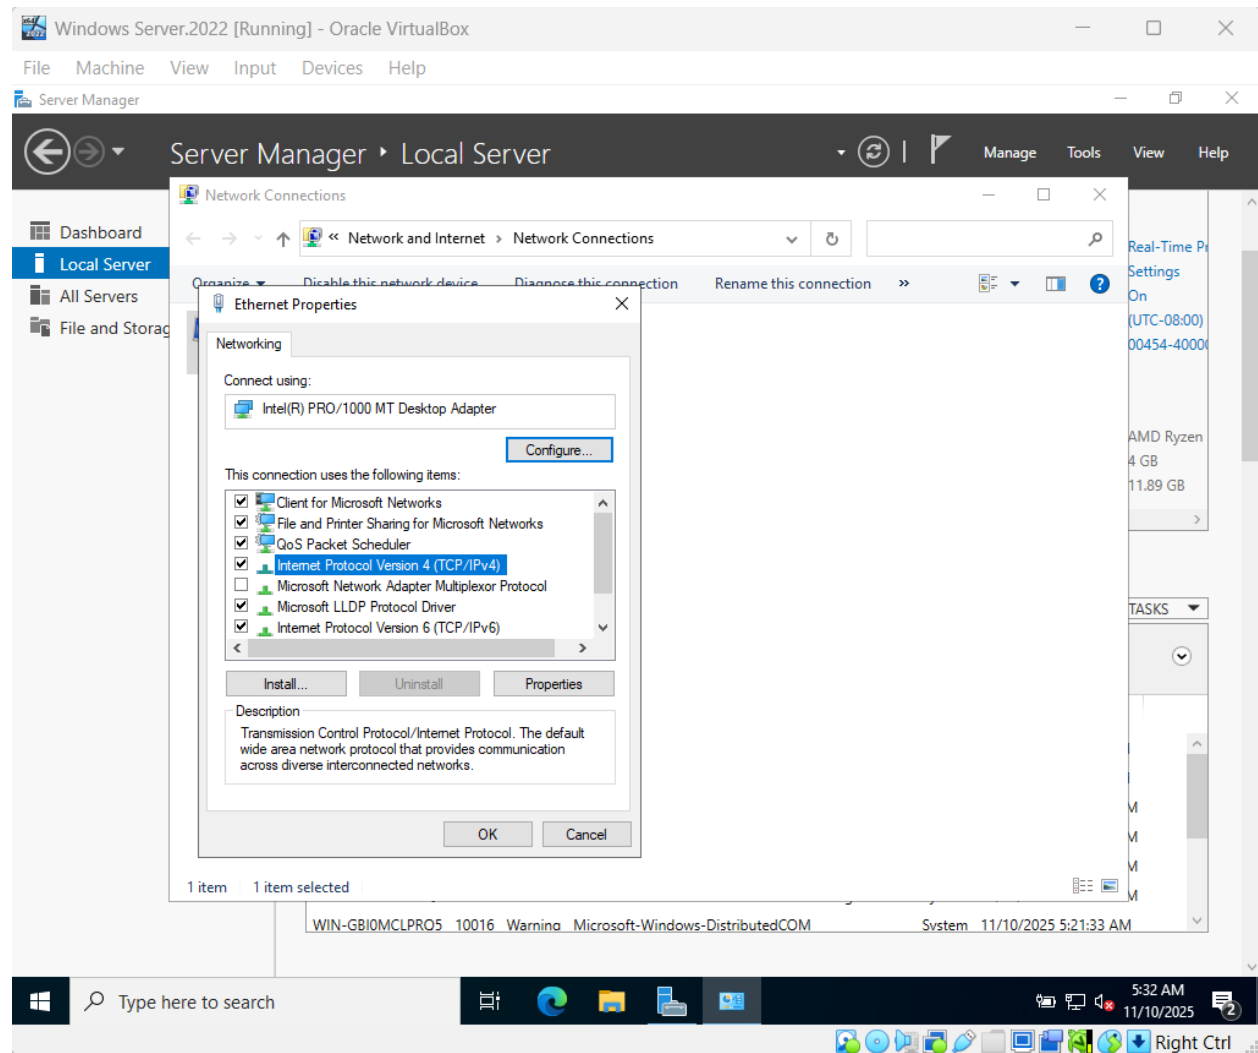 Windows Server.2022 [Running] - Oracle VirtualBox
File Machine View Input Devices Help
Server Manager
Server Manager ‣ Local Server
Manage Tools View Help
Dashboard
Local Server
All Servers
File and Storag
Network Connections
« Network and Internet › Network Connections
Organize Disable this network device Diagnose this connection Rename this connection »
Ethernet Properties
Networking
Connect using:
Intel(R) PRO/1000 MT Desktop Adapter
Configure...
This connection uses the following items:
Client for Microsoft Networks
File and Printer Sharing for Microsoft Networks
QoS Packet Scheduler
Internet Protocol Version 4 (TCP/IPv4)
Microsoft Network Adapter Multiplexor Protocol
Microsoft LLDP Protocol Driver
Internet Protocol Version 6 (TCP/IPv6)
Install... Uninstall Properties
Description
Transmission Control Protocol/Internet Protocol. The default
wide area network protocol that provides communication
across diverse interconnected networks.
OK Cancel
1 item 1 item selected
Real-Time Pr
Settings
On
(UTC-08:00)
00454-4000
AMD Ryzen
4 GB
11.89 GB
TASKS
M
M
M
M
WIN-GBI0MCLPRO5 10016 Warning Microsoft-Windows-DistributedCOM System 11/10/2025 5:21:33 AM
Type here to search
5:32 AM
11/10/2025
2
Right Ctrl